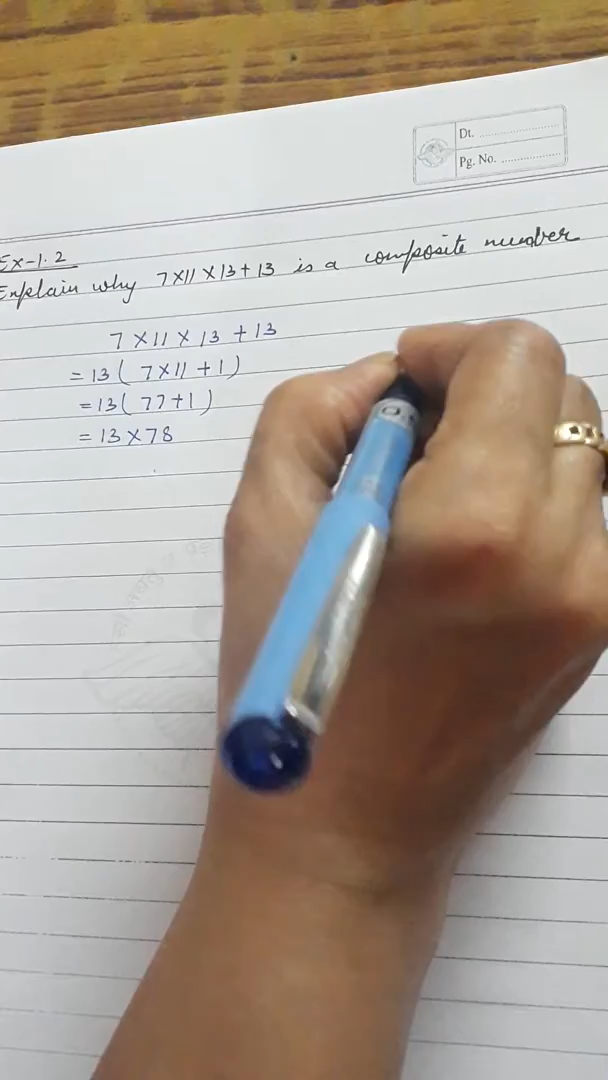 Dt. ....................
Pg. No. ................
Ex-1.2
Explain why 7×11×13+13 is a composite number
7×11×13+13
=13(7×11+1)
=13(77+1)
=13×78